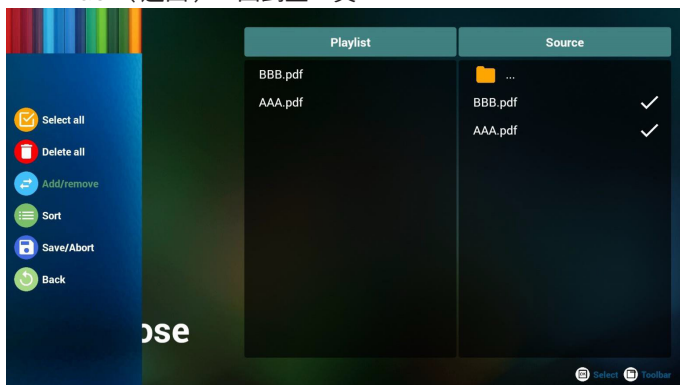 Playlist
Source
BBB.pdf
AAA.pdf
...
BBB.pdf
AAA.pdf
Select all
Delete all
Add/remove
Sort
Save/Abort
Back
ose
Select
Toolbar